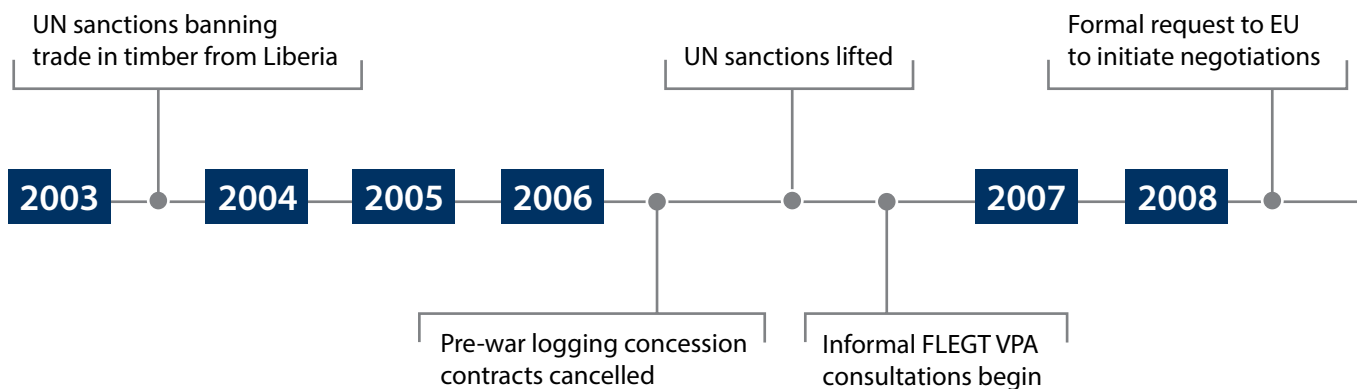 UN sanctions banning
trade in timber from Liberia
UN sanctions lifted
Formal request to EU
to initiate negotiations
2003
2004
2005
2006
2007
2008
Pre-war logging concession
contracts cancelled
Informal FLEGT VPA
consultations begin